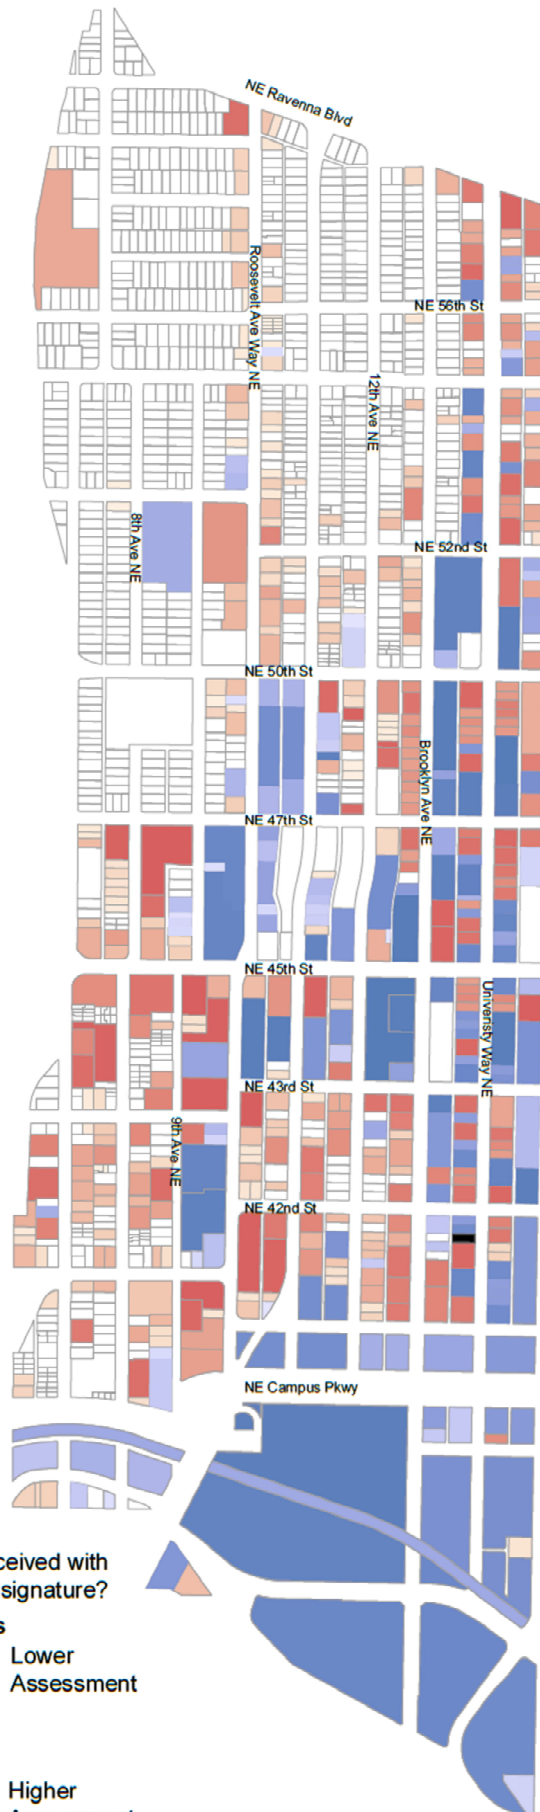 NE Ravenna Blvd
Roosevelt Ave Way NE
NE 56th St
12th Ave NE
8th Ave NE
NE 52nd St
NE 50th St
Brooklyn Ave NE
NE 47th St
NE 45th St
Univeristy Way NE
NE 43rd St
9th Ave NE
NE 42nd St
NE Campus Pkwy
ceived with
signature?
s
Lower
Assessment
Higher